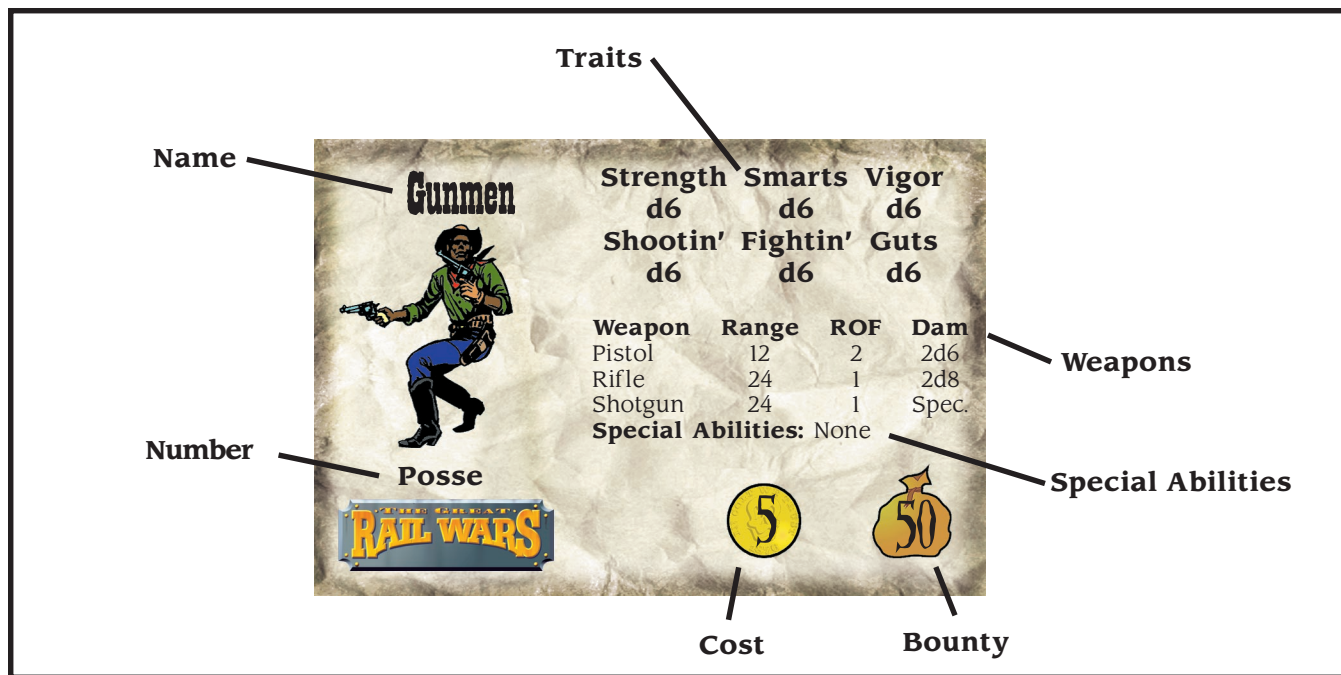 Traits
Name
Gunmen
Strength Smarts Vigor
d6 d6 d6
Shootin' Fightin' Guts
d6 d6 d6
Weapon Range ROF Dam
Pistol 12 2 2d6
Rifle 24 1 2d8
Shotgun 24 1 Spec.
Special Abilities: None
Weapons
Number
Posse
Special Abilities
THE GREAT
RAIL WARS
5
50
Cost
Bounty